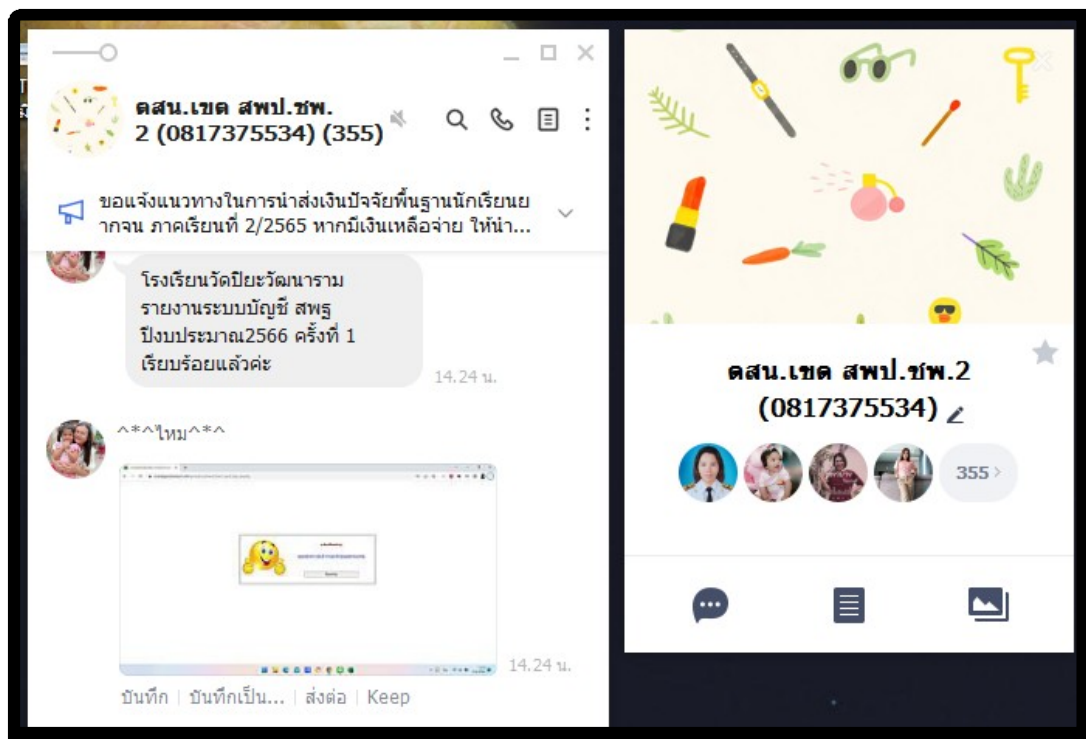 ตสน.เขต สพป.ชพ.
2 (0817375534) (355)
ขอแจ้งแนวทางในการนำส่งเงินปัจจัยพื้นฐานนักเรียนย
ากจน ภาคเรียนที่ 2/2565 หากมีเงินเหลือจ่าย ให้นำ...
โรงเรียนวัดปิยะวัฒนาราม
รายงานระบบบัญชี สพฐ
ปีงบประมาณ2566 ครั้งที่ 1
เรียบร้อยแล้วค่ะ
14.24 น.
^*^ไหม^*^
14.24 น.
บันทึก | บันทึกเป็น... | ส่งต่อ | Keep
ตสน.เขต สพป.ชพ.2
(0817375534)
355